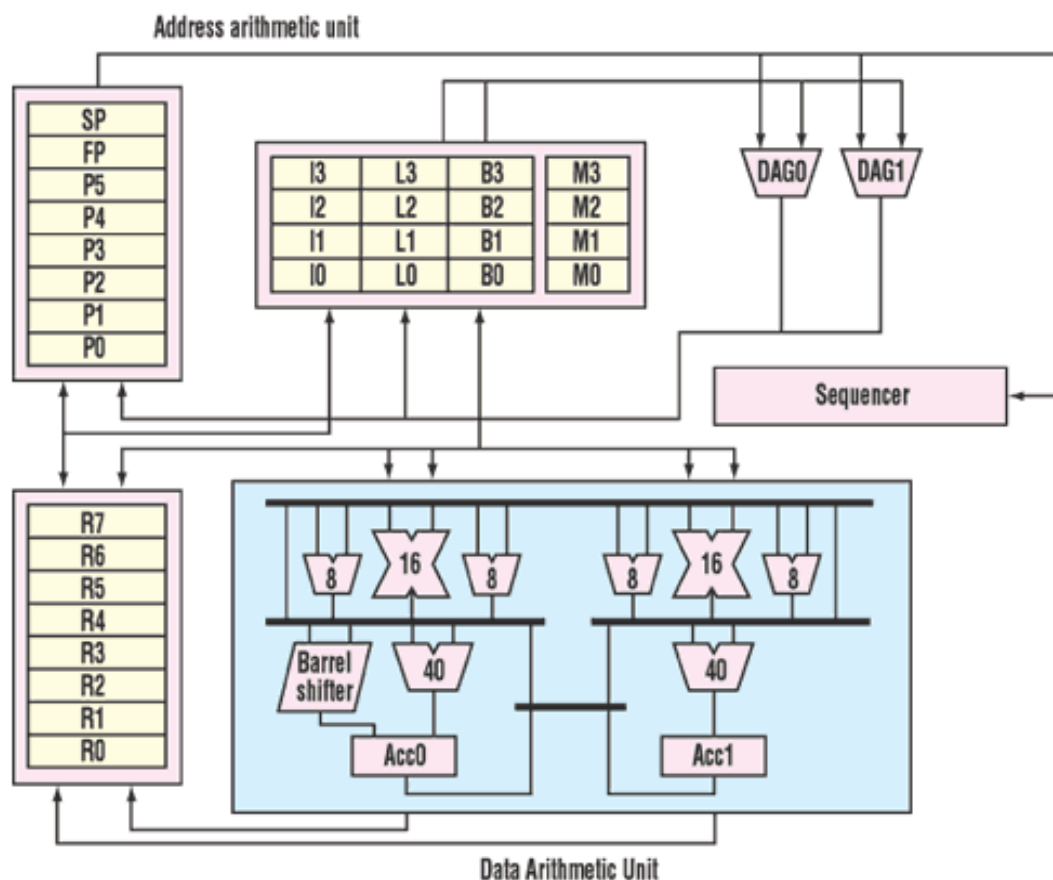 Address arithmetic unit
SP
FP
P5
P4
P3
P2
P1
P0
I3 L3 B3 M3
I2 L2 B2 M2
I1 L1 B1 M1
I0 L0 B0 M0
DAG0 DAG1
Sequencer
R7
R6
R5
R4
R3
R2
R1
R0
8 16 8 8 16 8
Barrel
shifter
40 40
Acc0 Acc1
Data Arithmetic Unit